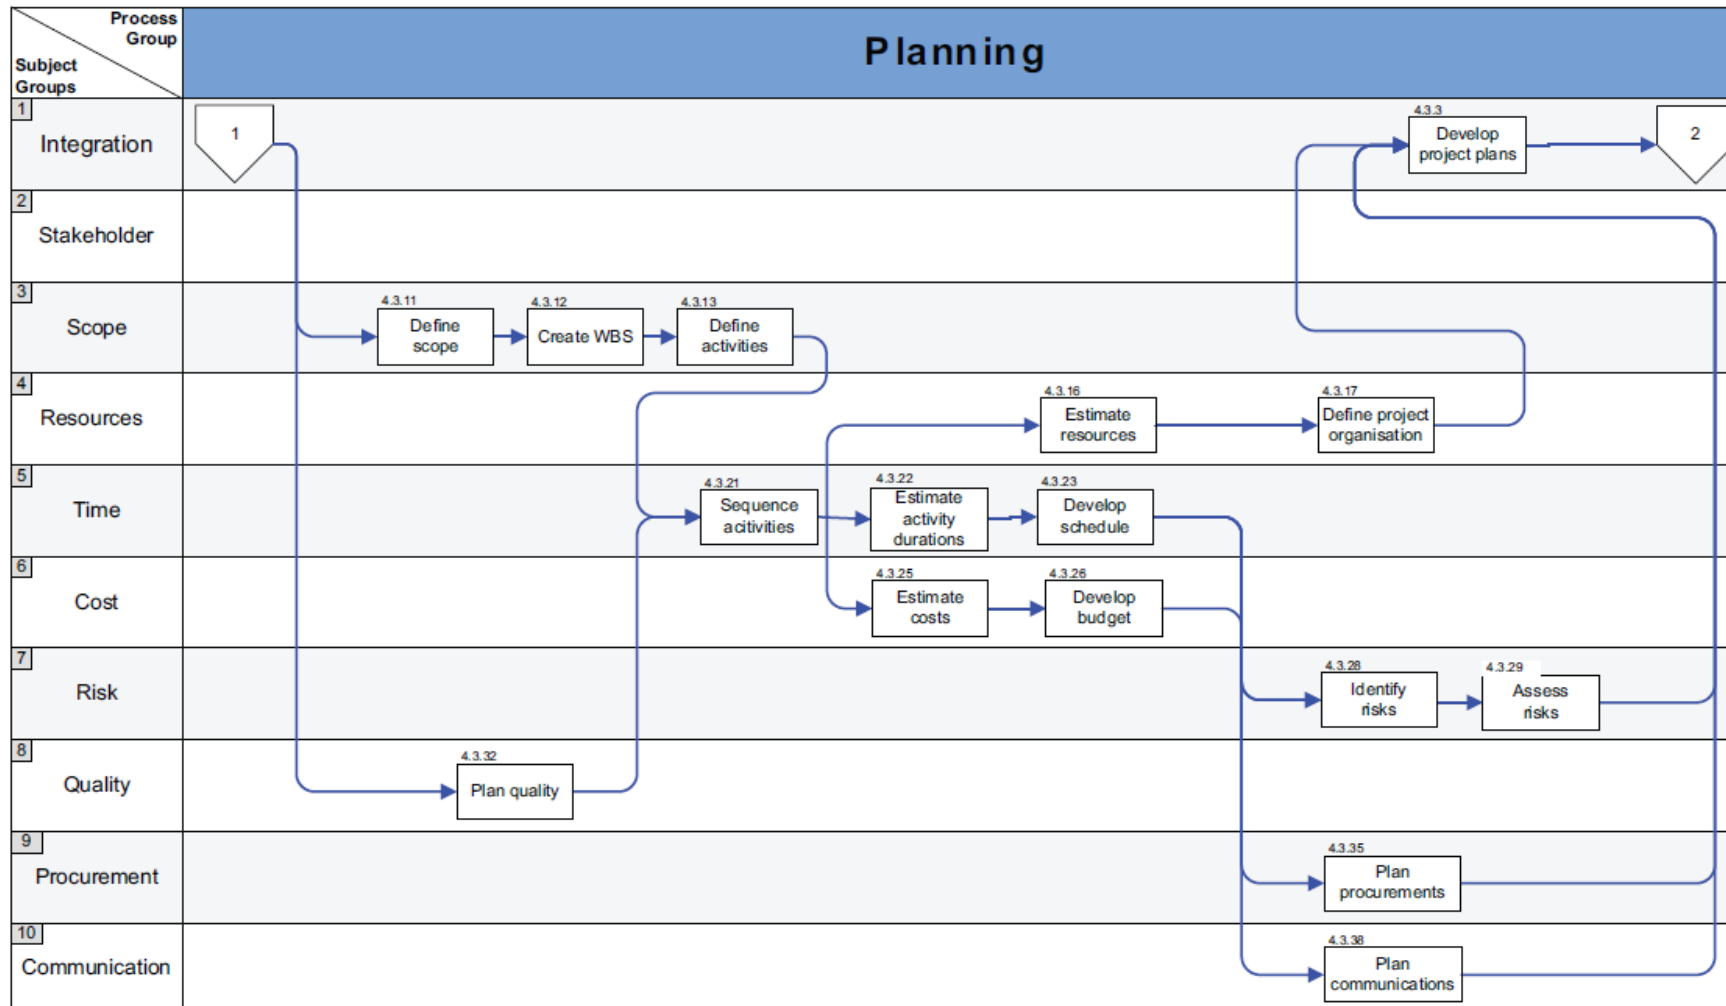 Process
Group
Subject
Groups
Planning
1
Integration
1
4.3.3
Develop
project plans
2
2
Stakeholder
3
Scope
4.3.11
Define
scope
4.3.12
Create WBS
4.3.13
Define
activities
4
Resources
4.3.16
Estimate
resources
4.3.17
Define project
organisation
5
Time
4.3.21
Sequence
acitivities
4.3.22
Estimate
activity
durations
4.3.23
Develop
schedule
6
Cost
4.3.25
Estimate
costs
4.3.26
Develop
budget
7
Risk
4.3.28
Identify
risks
4.3.29
Assess
risks
8
Quality
4.3.32
Plan quality
9
Procurement
4.3.35
Plan
procurements
10
Communication
4.3.38
Plan
communications